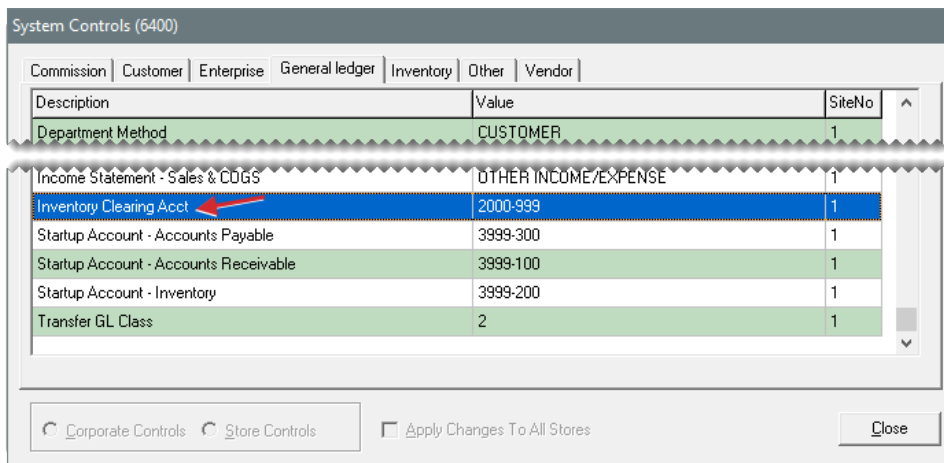 System Controls (6400)
Commission Customer Enterprise General ledger Inventory Other Vendor
Description Value SiteNo
Department Method CUSTOMER 1
Income Statement - Sales & COGS OTHER INCOME/EXPENSE 1
Inventory Clearing Acct 2000-999 1
Startup Account - Accounts Payable 3999-300 1
Startup Account - Accounts Receivable 3999-100 1
Startup Account - Inventory 3999-200 1
Transfer GL Class 2 1
Corporate Controls Store Controls Apply Changes To All Stores Close